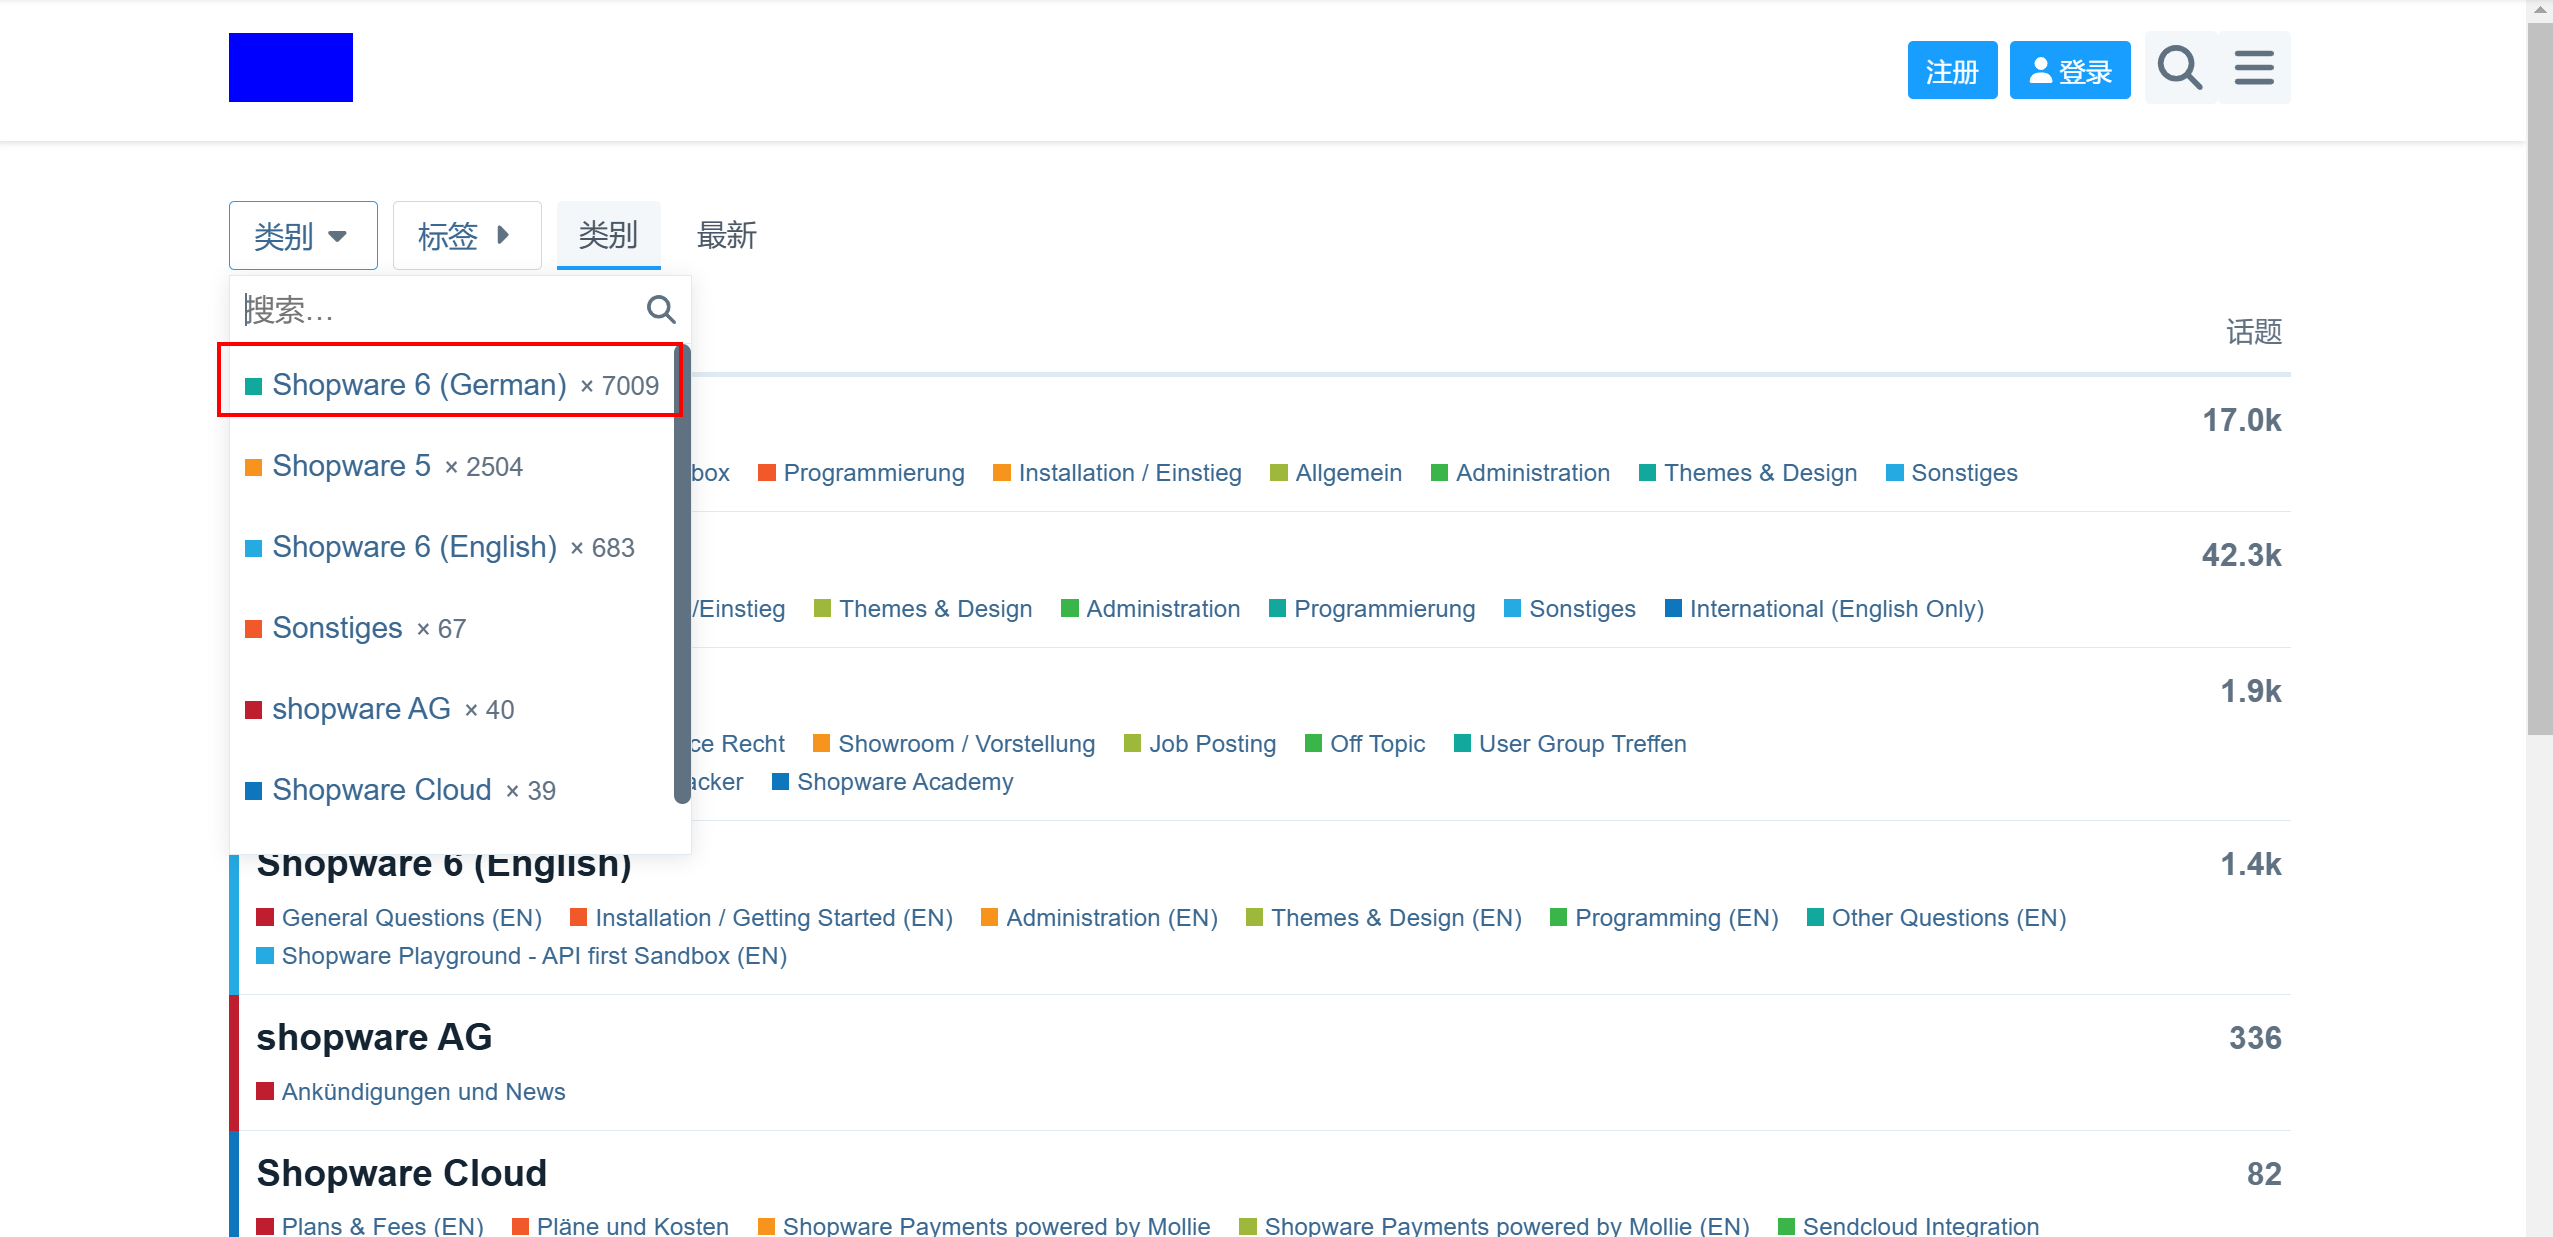 注册 登录
类别 标签 类别 最新
搜索…
话题
Shopware 6 (German) × 7009
17.0k
Shopware 5 × 2504
box Programmierung Installation / Einstieg Allgemein Administration Themes & Design Sonstiges
Shopware 6 (English) × 683
42.3k
/Einstieg Themes & Design Administration Programmierung Sonstiges International (English Only)
Sonstiges × 67
1.9k
shopware AG × 40
ce Recht Showroom / Vorstellung Job Posting Off Topic User Group Treffen
acker Shopware Academy
Shopware Cloud × 39
Shopware 6 (English) 1.4k
General Questions (EN) Installation / Getting Started (EN) Administration (EN) Themes & Design (EN) Programming (EN) Other Questions (EN)
Shopware Playground - API first Sandbox (EN)
shopware AG 336
Ankündigungen und News
Shopware Cloud 82
Plans & Fees (EN) Pläne und Kosten Shopware Payments powered by Mollie Shopware Payments powered by Mollie (EN) Sendcloud Integration